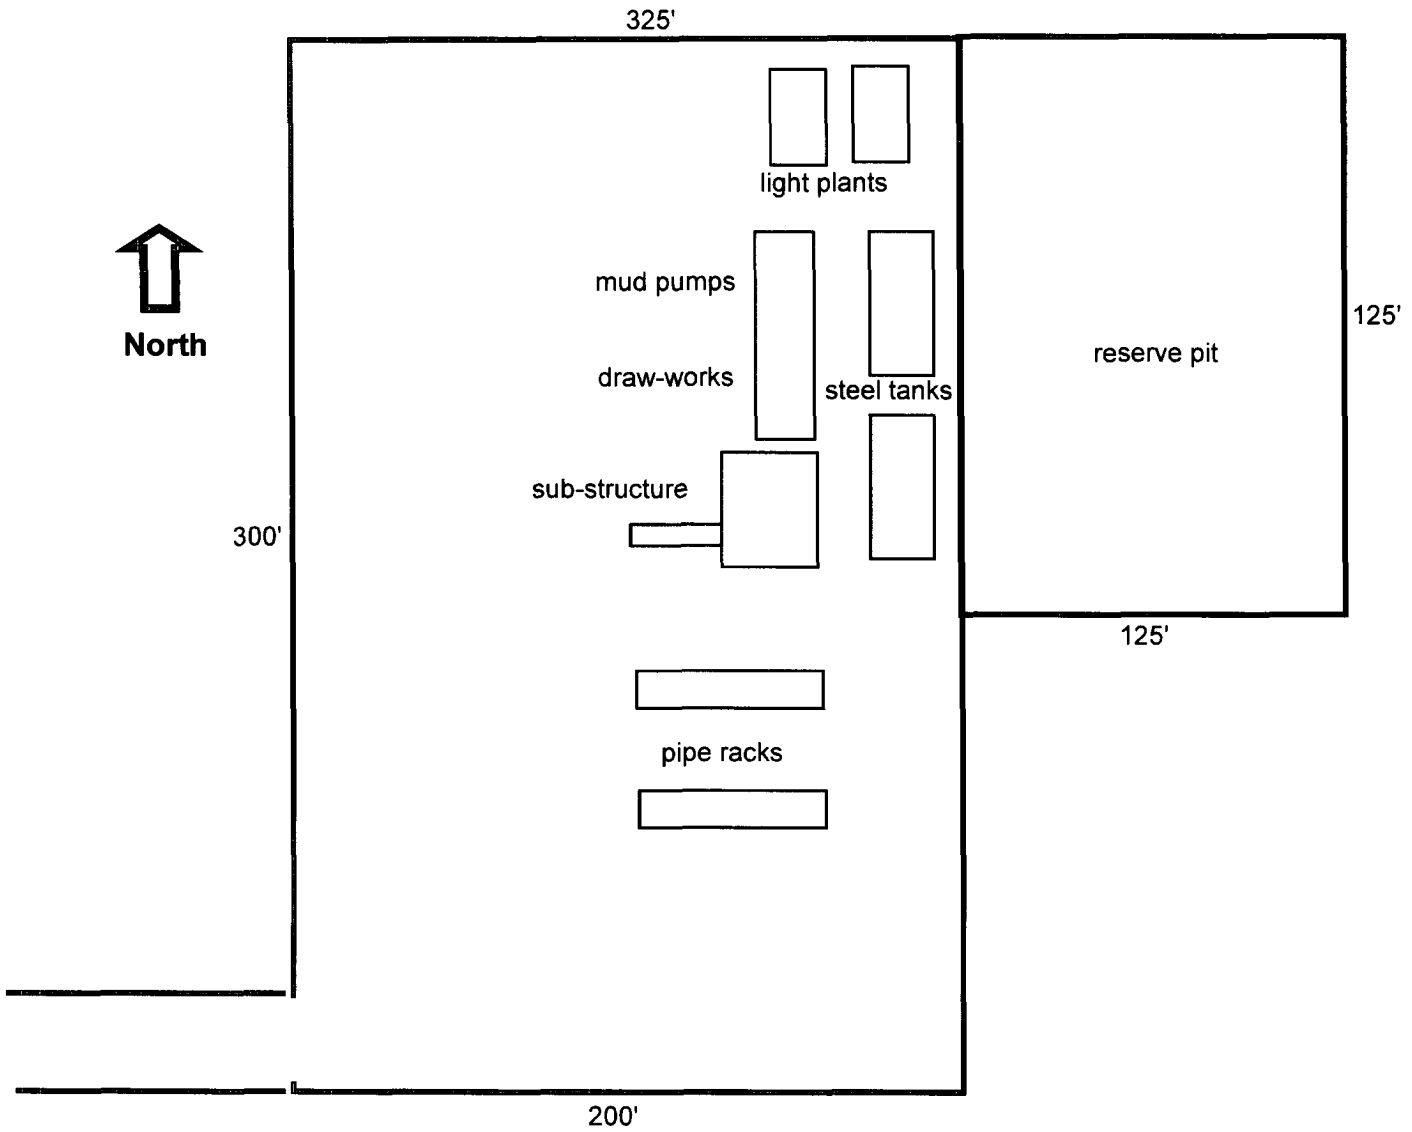 325'
light plants
mud pumps
North
125'
reserve pit
draw-works
steel tanks
sub-structure
300'
125'
pipe racks
200'